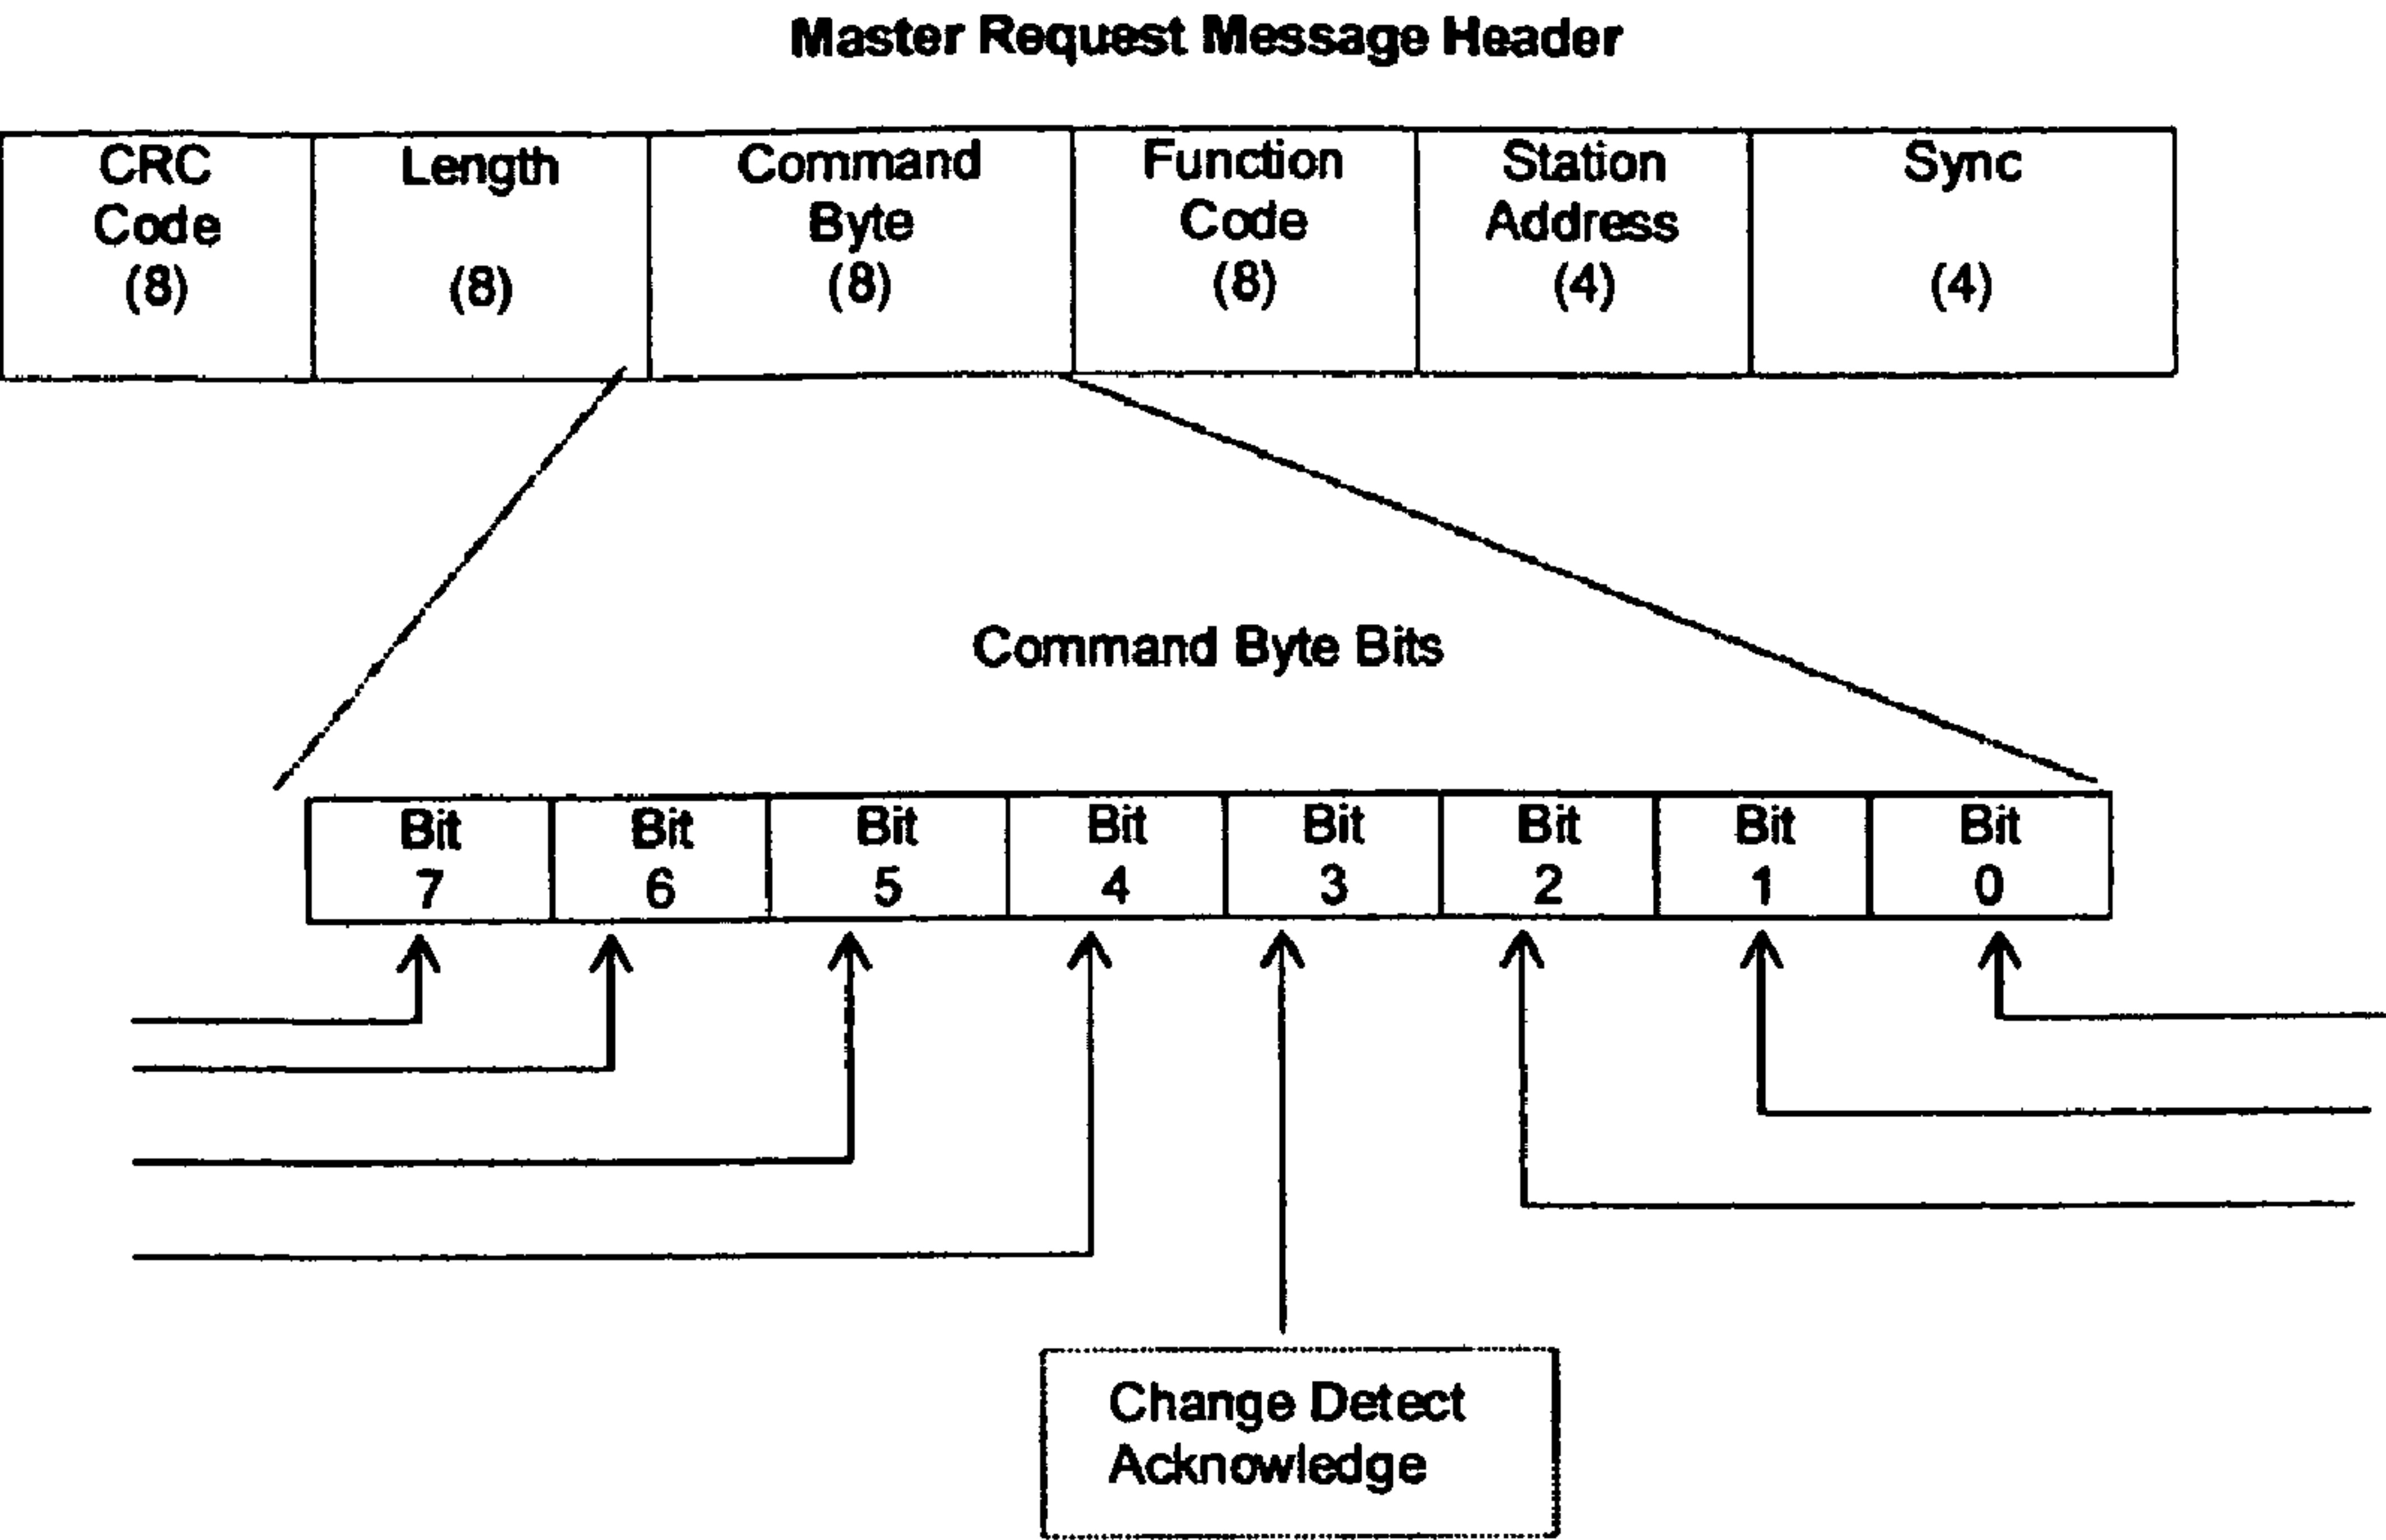 Master Request Message Header
CRC Code (8)
Length (8)
Command Byte (8)
Function Code (8)
Station Address (4)
Sync (4)
Command Byte Bits
Bit 7
Bit 6
Bit 5
Bit 4
Bit 3
Bit 2
Bit 1
Bit 0
Change Detect
Acknowledge